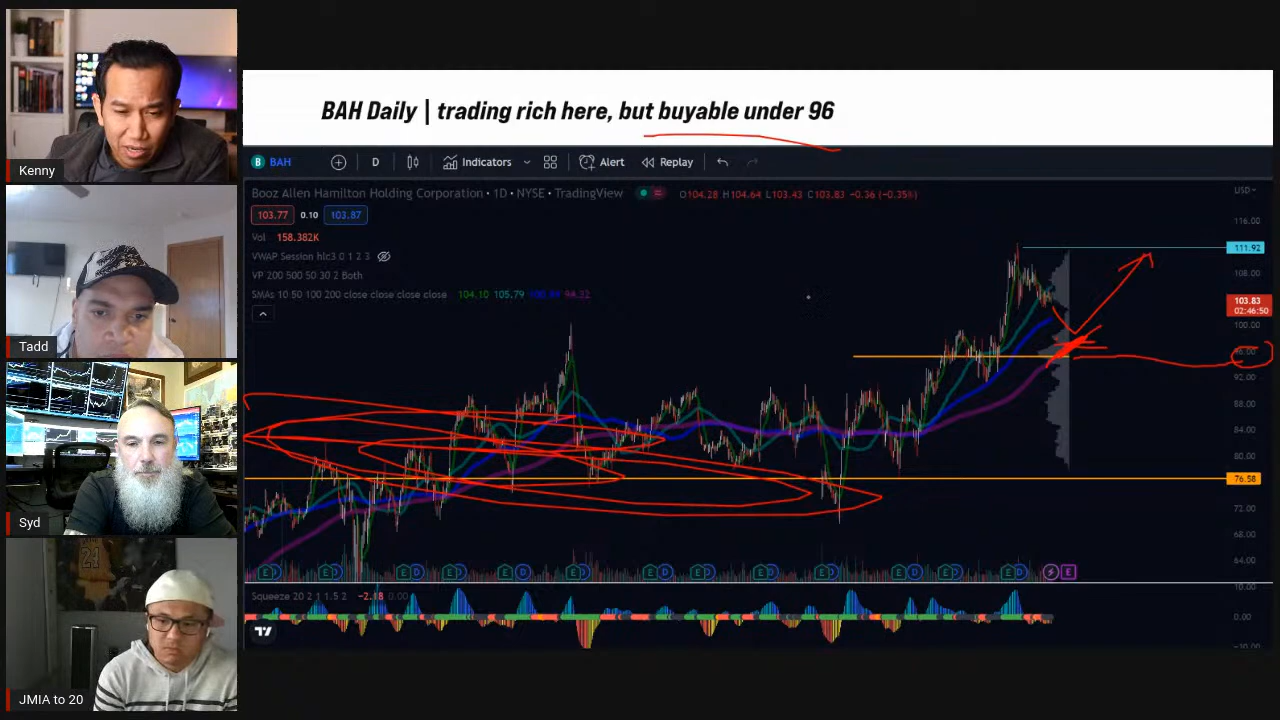 Kenny
Tadd
Syd
JMIA to 20
BAH Daily | trading rich here, but buyable under 96
B BAH D Indicators Alert Replay
Booz Allen Hamilton Holding Corporation • 1D • NYSE • TradingView O104.28 H104.64 L103.43 C103.83 -0.36 (-0.35%)
USD
103.77 0.10 103.87
Vol 158.382K
VWAP Session hlc3 0 1 2 3
VP 200 500 50 30 2 Both
SMAs 10 50 100 200 close close close close 104.10 105.79
116.00
111.92
108.00
103.83
02:46:50
100.00
96.00
92.00
88.00
84.00
80.00
76.58
72.00
68.00
64.00
E D E D E D E D E D E D E D E D E D E D E D E D E D E
Squeeze 20 2 1 1.5 2 -2.18 0.00
10.00
0.00
24